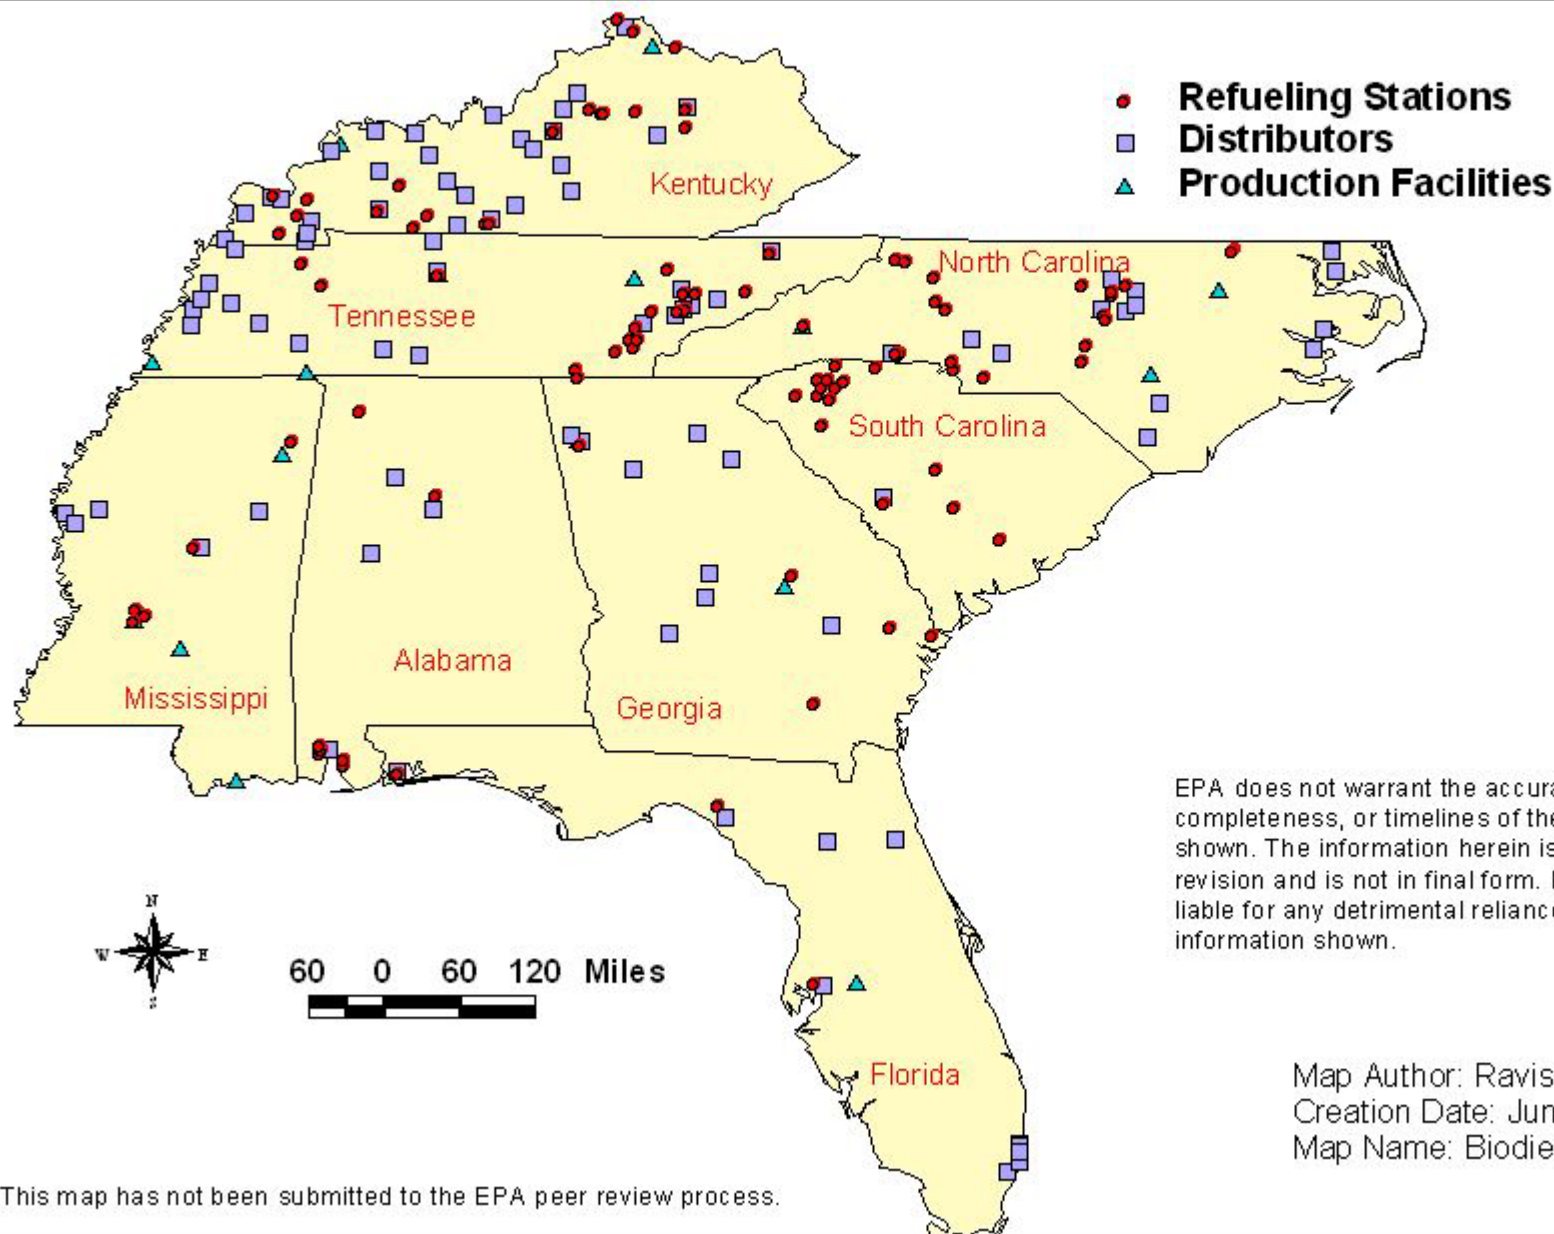 Refueling Stations
Distributors
Production Facilities
Kentucky
North Carolina
Tennessee
South Carolina
Alabama
Mississippi
Georgia
EPA does not warrant the accura
completeness, or timelines of the
shown. The information herein is
revision and is not in final form.
liable for any detrimental reliance
information shown.
N
W E
S
60 0 60 120 Miles
Florida
Map Author: Ravis
Creation Date: Jun
Map Name: Biodie
This map has not been submitted to the EPA peer review process.